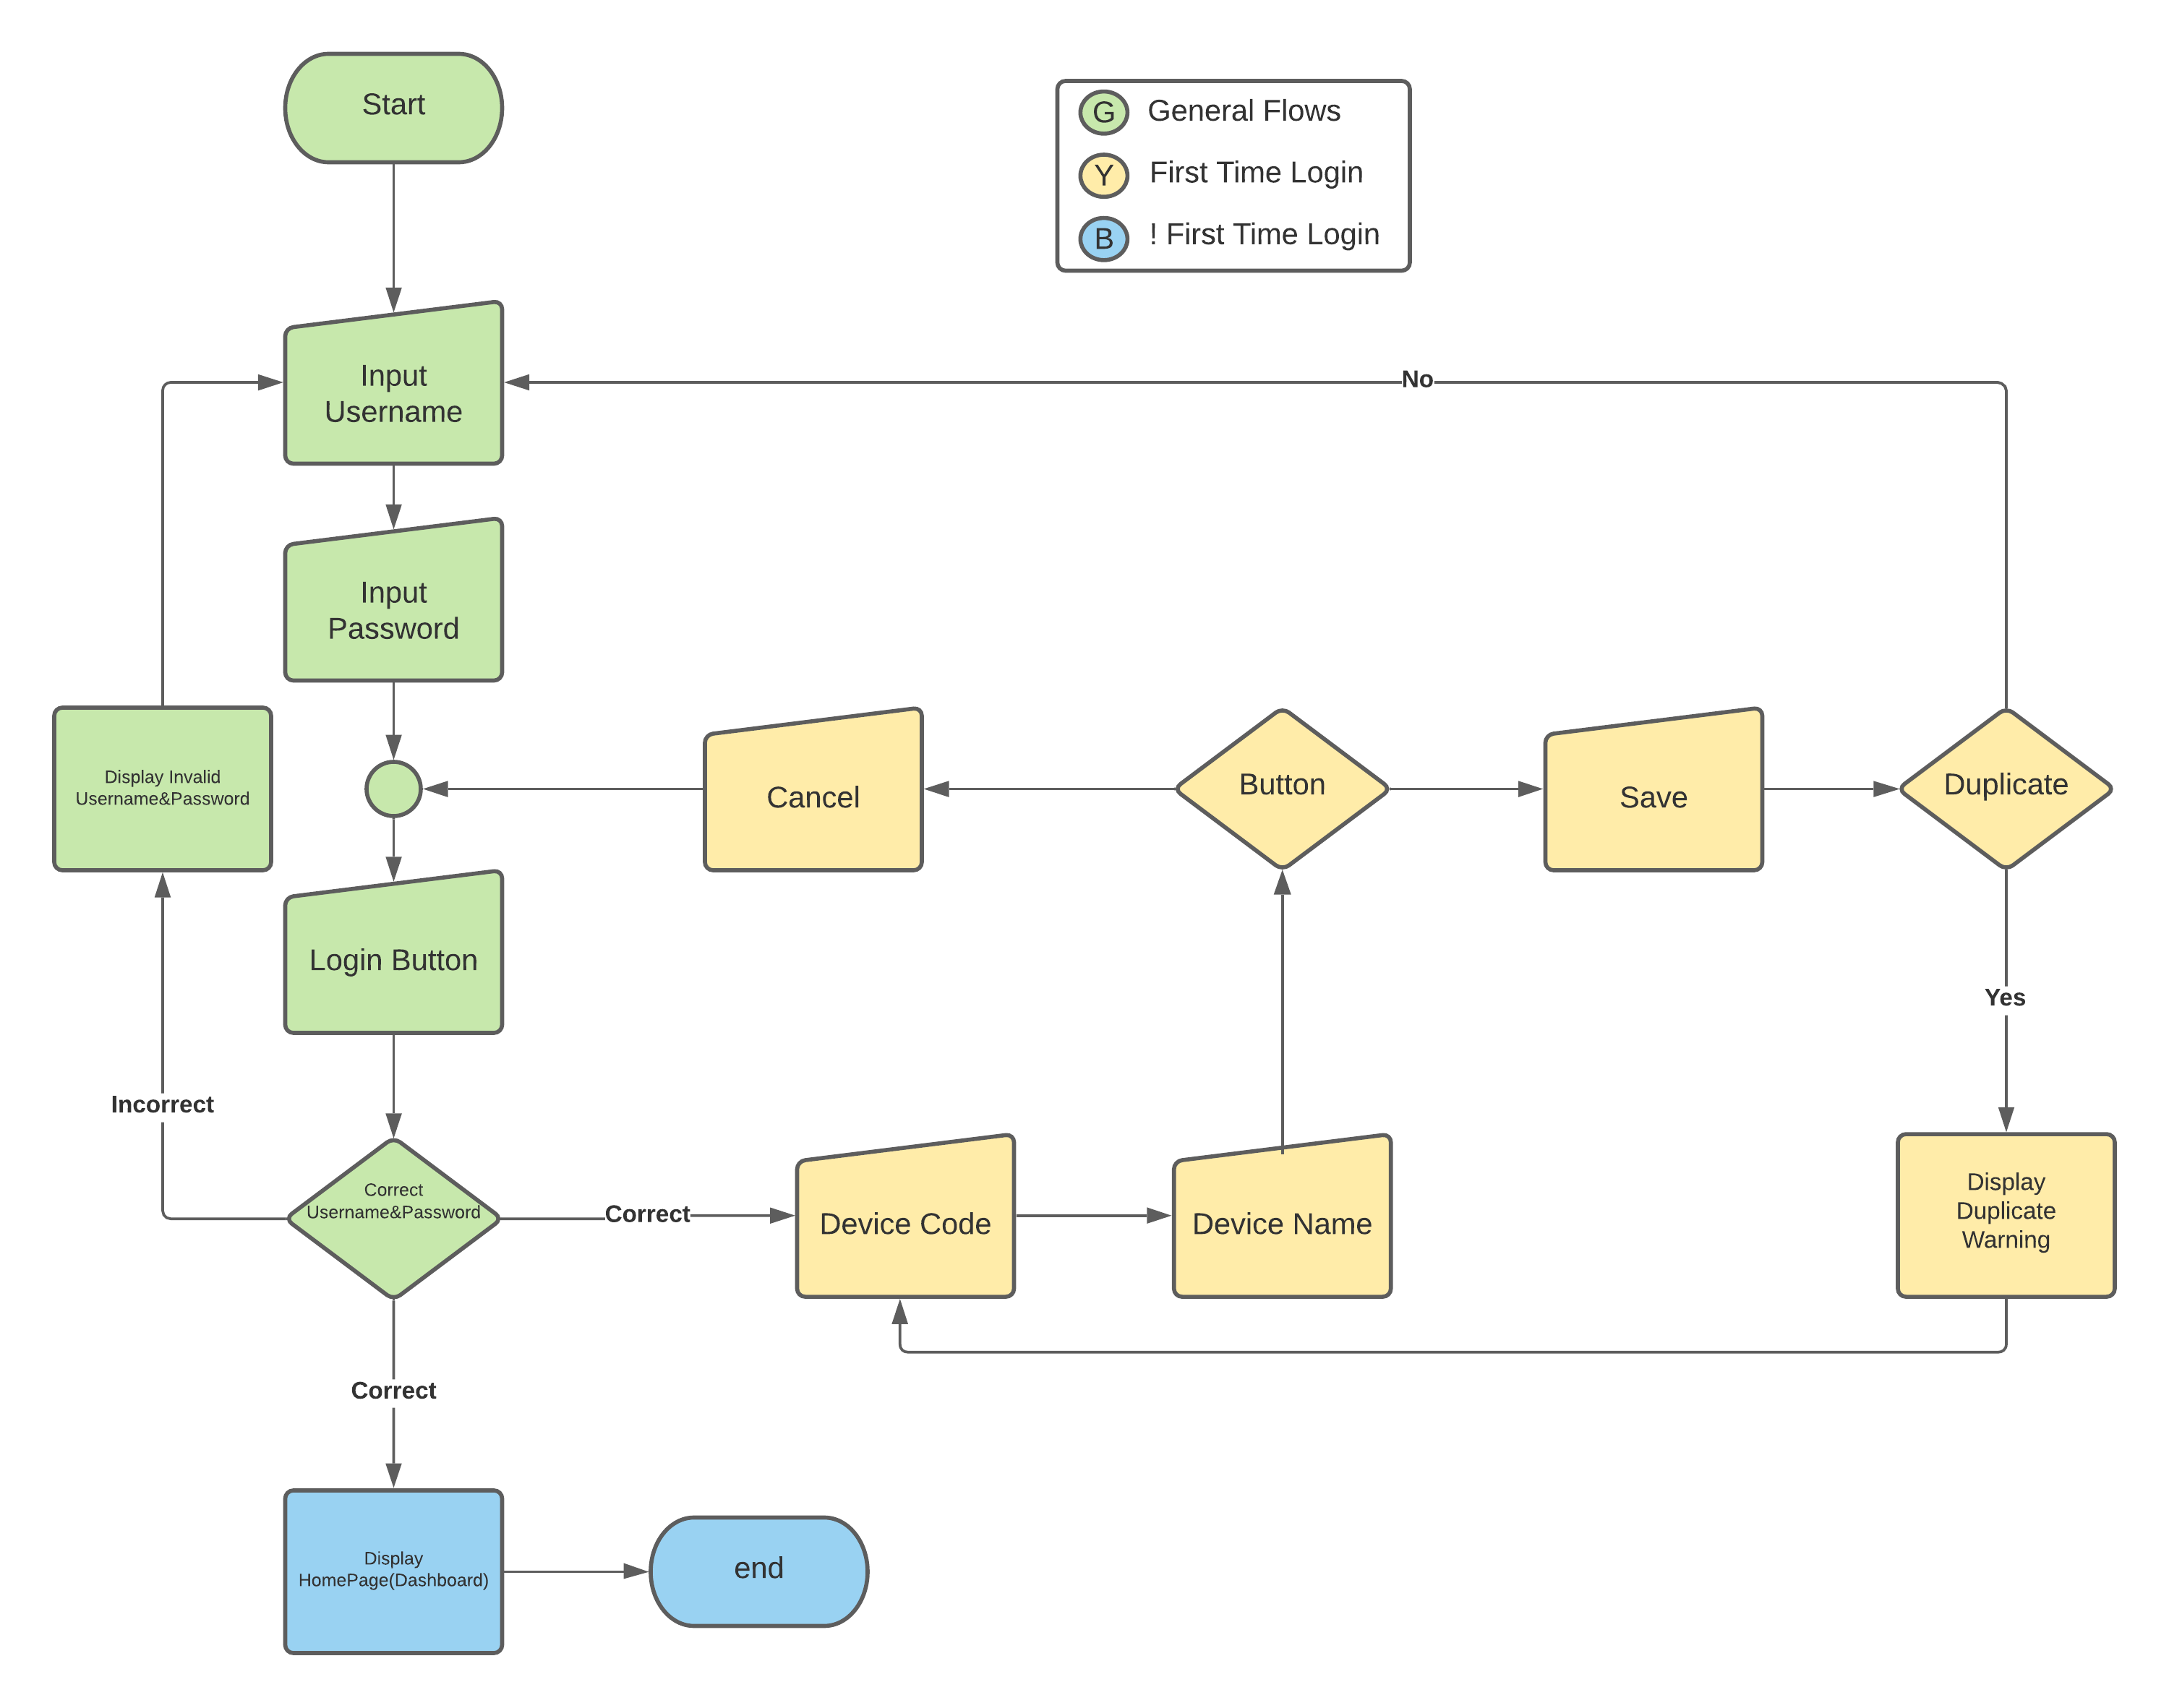 Start
G General Flows
Y First Time Login
B ! First Time Login
Input
Username
No
Input
Password
Display Invalid
Username&Password
Cancel
Button
Save
Duplicate
Login Button
Yes
Incorrect
Correct
Username&Password
Correct
Device Code
Device Name
Display
Duplicate
Warning
Correct
Display
HomePage(Dashboard)
end